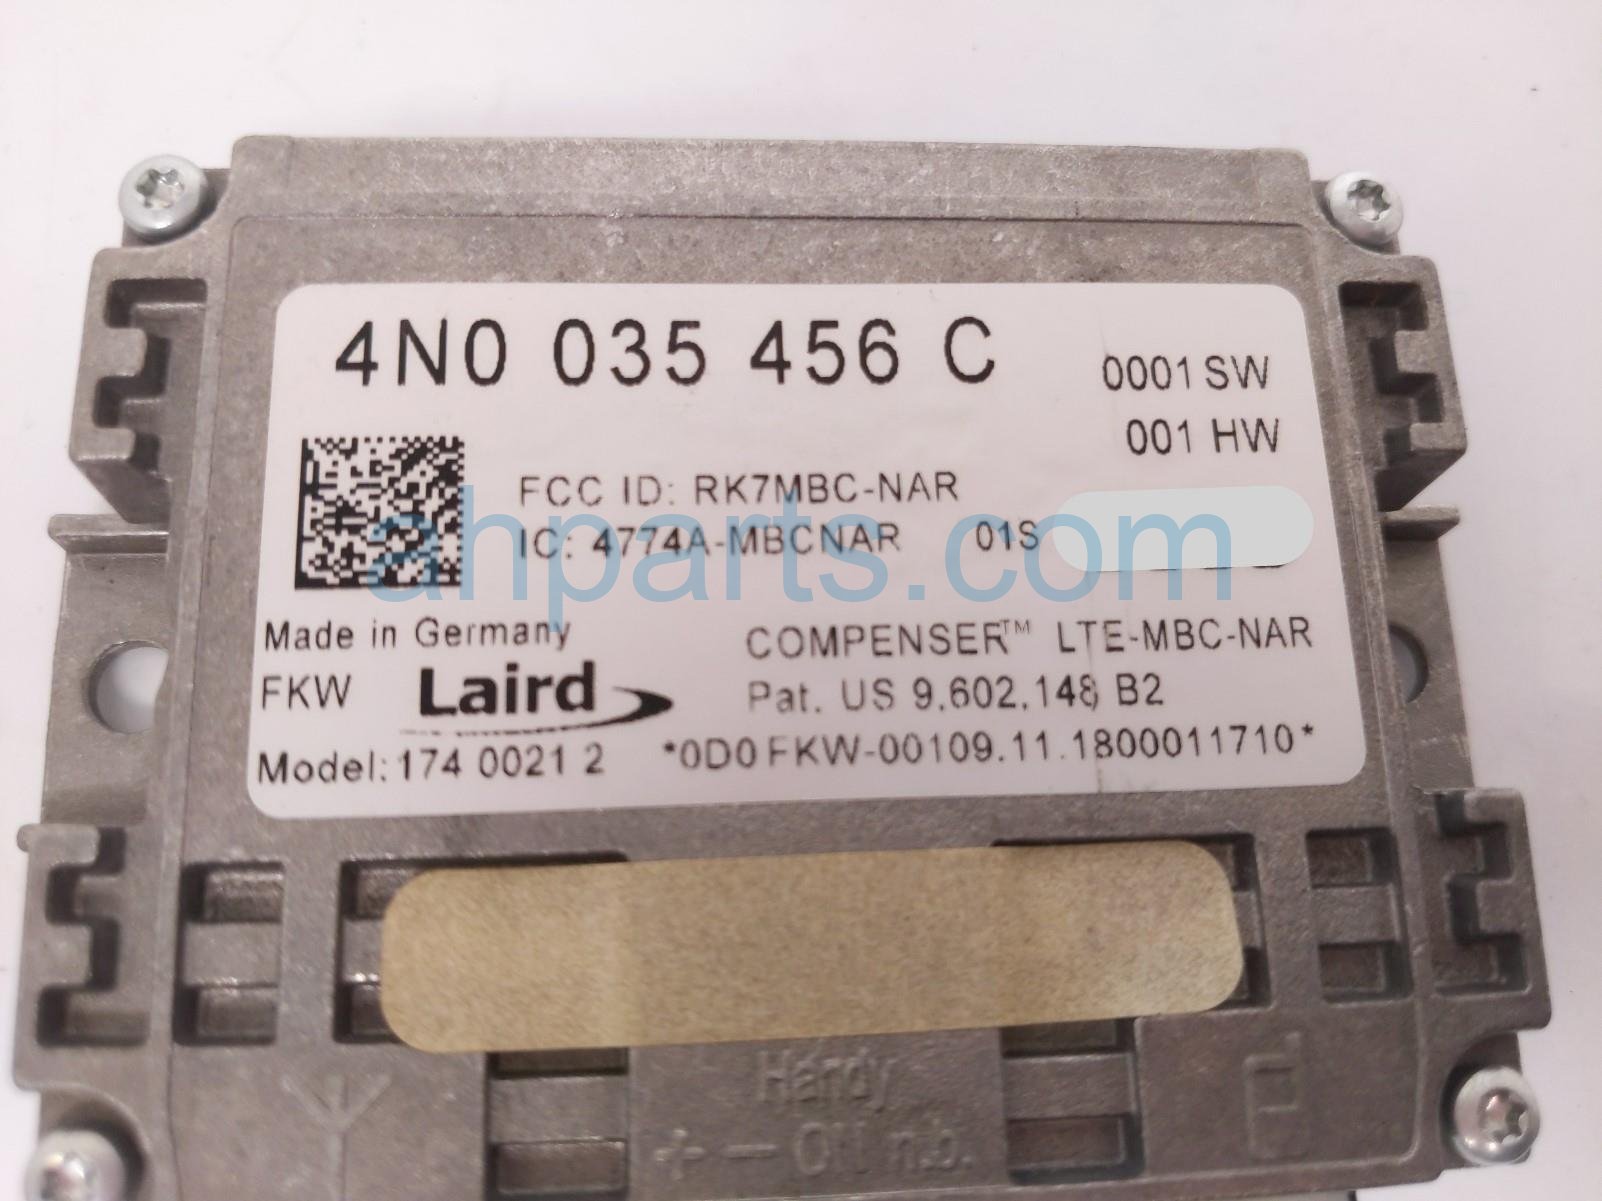 4N0 035 456 C
0001 SW
001 HW
FCC ID: RK7MBC-NAR
IC: 4774A-MBCNAR 01S
ahparts.com
Made in Germany
COMPENSER™ LTE-MBC-NAR
FKW Laird
Pat. US 9,602,148 B2
Model: 174 0021 2 *0D0 FKW-00109.11.1800011710*
Handy
+ - ON n.b.